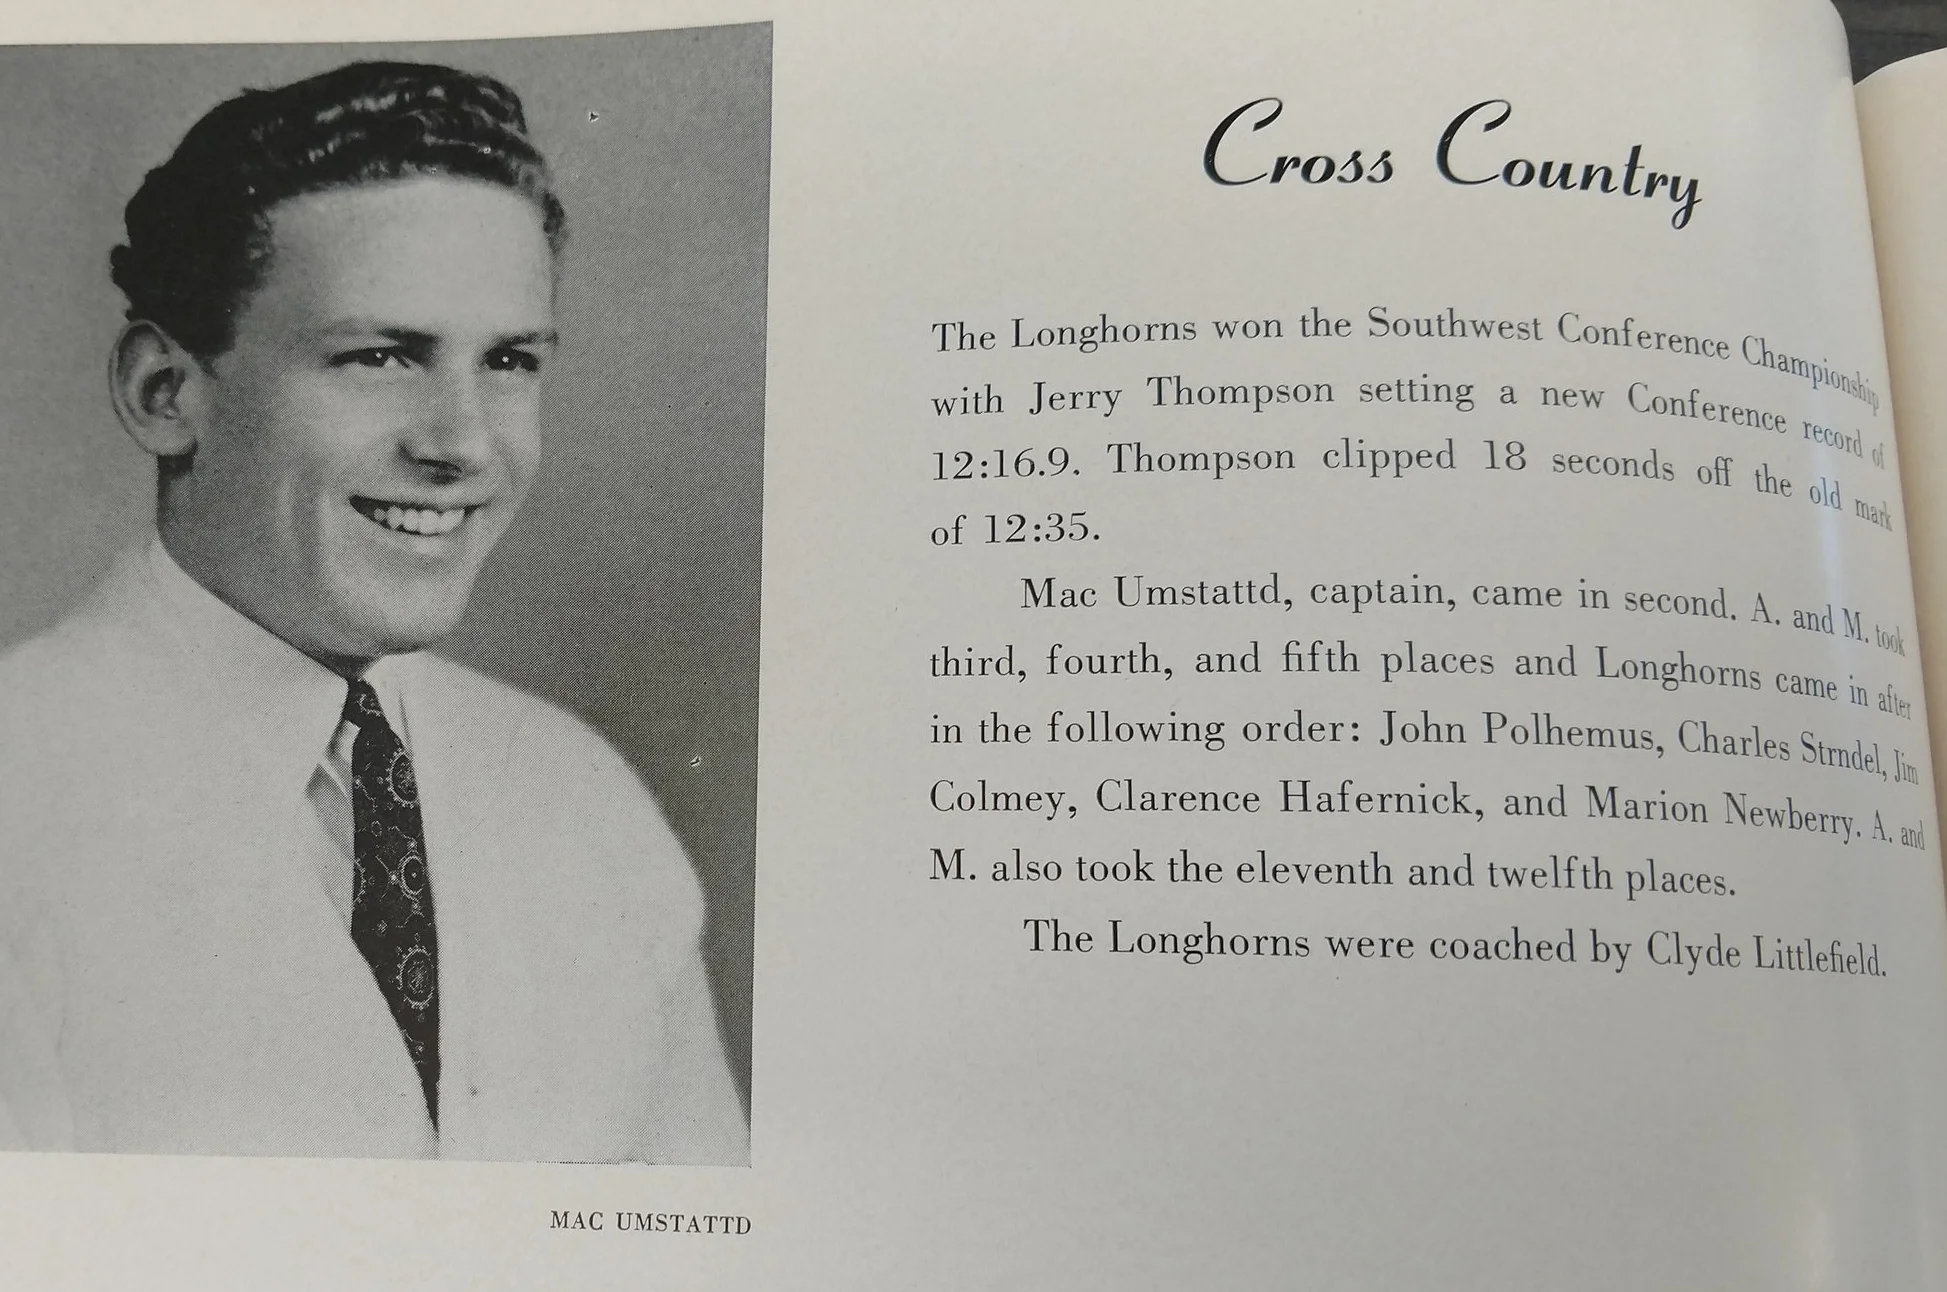 Cross Country
The Longhorns won the Southwest Conference Championship
with Jerry Thompson setting a new Conference record of
12:16.9. Thompson clipped 18 seconds off the old mark
of 12:35.
Mac Umstattd, captain, came in second. A. and M. took
third, fourth, and fifth places and Longhorns came in after
in the following order: John Polhemus, Charles Strndel, Jim
Colmey, Clarence Hafernick, and Marion Newberry. A. and
M. also took the eleventh and twelfth places.
The Longhorns were coached by Clyde Littlefield.
MAC UMSTATTD